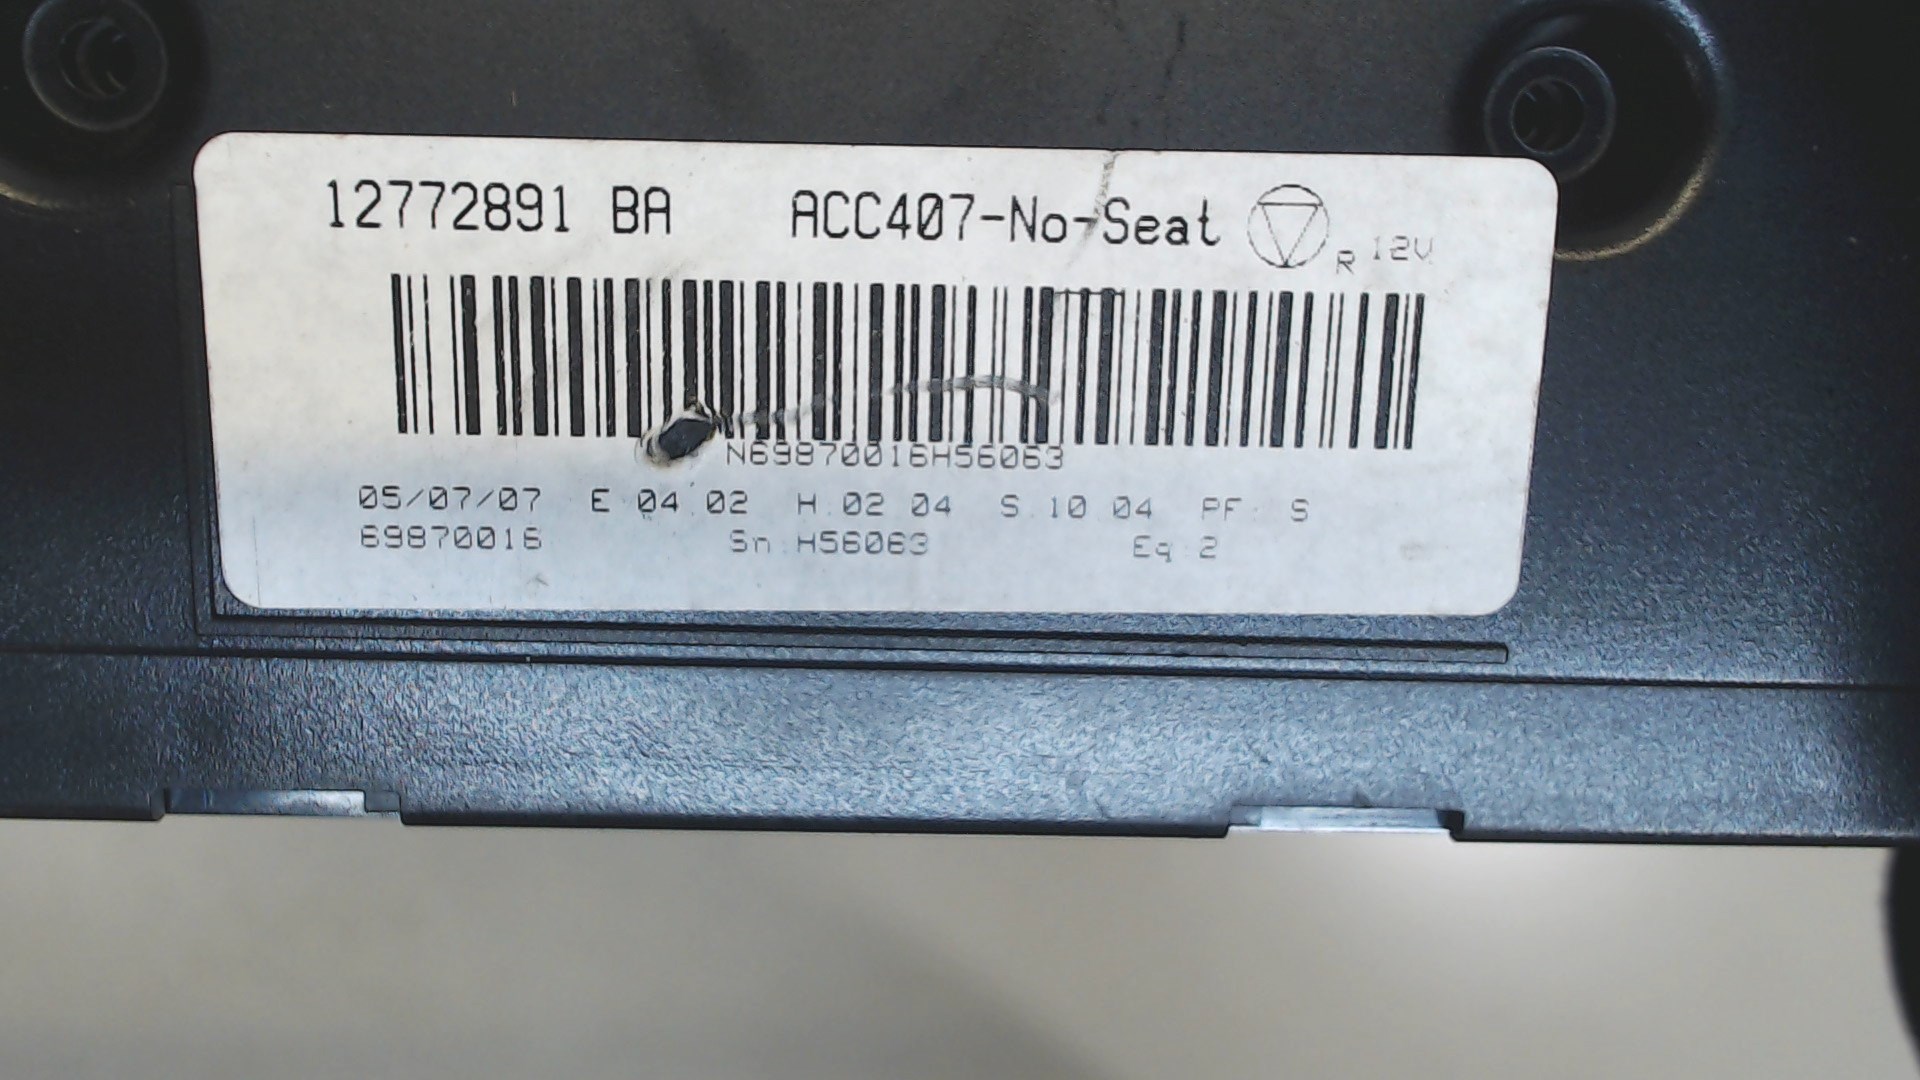 12772891 BA ACC407-No-Seat R 12V
N69870016H56063
05/07/07 E.04.02 H.02.04 S.10.04 PF: S
69870016 Sn.H56063 Eq.2